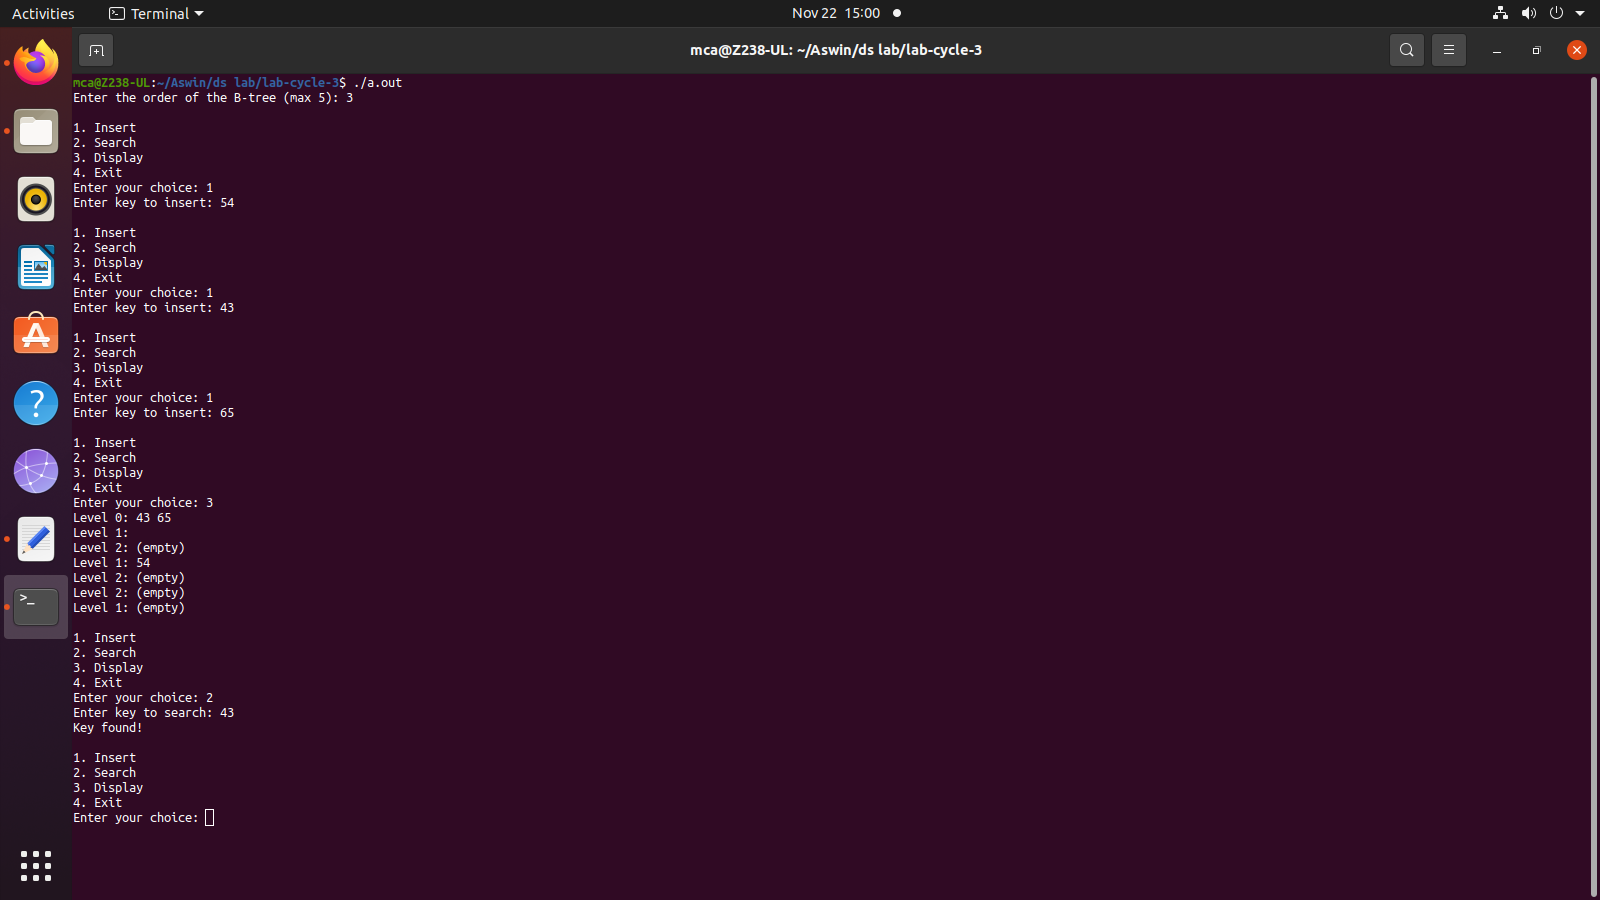 Activities Terminal Nov 22 15:00
mca@Z238-UL: ~/Aswin/ds lab/lab-cycle-3
mca@Z238-UL:~/Aswin/ds lab/lab-cycle-3$ ./a.out
Enter the order of the B-tree (max 5): 3

1. Insert
2. Search
3. Display
4. Exit
Enter your choice: 1
Enter key to insert: 54

1. Insert
2. Search
3. Display
4. Exit
Enter your choice: 1
Enter key to insert: 43

1. Insert
2. Search
3. Display
4. Exit
Enter your choice: 1
Enter key to insert: 65

1. Insert
2. Search
3. Display
4. Exit
Enter your choice: 3
Level 0: 43 65
Level 1:
Level 2: (empty)
Level 1: 54
Level 2: (empty)
Level 2: (empty)
Level 1: (empty)

1. Insert
2. Search
3. Display
4. Exit
Enter your choice: 2
Enter key to search: 43
Key found!

1. Insert
2. Search
3. Display
4. Exit
Enter your choice: